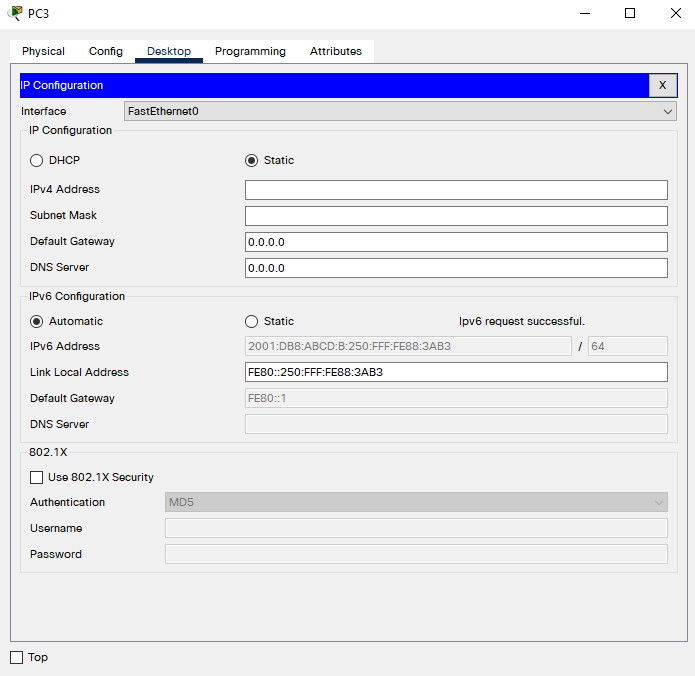 PC3
Physical Config Desktop Programming Attributes
IP Configuration X
Interface FastEthernet0
IP Configuration
DHCP Static
IPv4 Address
Subnet Mask
Default Gateway 0.0.0.0
DNS Server 0.0.0.0
IPv6 Configuration
Automatic Static Ipv6 request successful.
IPv6 Address 2001:DB8:ABCD:B:250:FFF:FE88:3AB3 / 64
Link Local Address FE80::250:FFF:FE88:3AB3
Default Gateway FE80::1
DNS Server
802.1X
Use 802.1X Security
Authentication MD5
Username
Password
Top